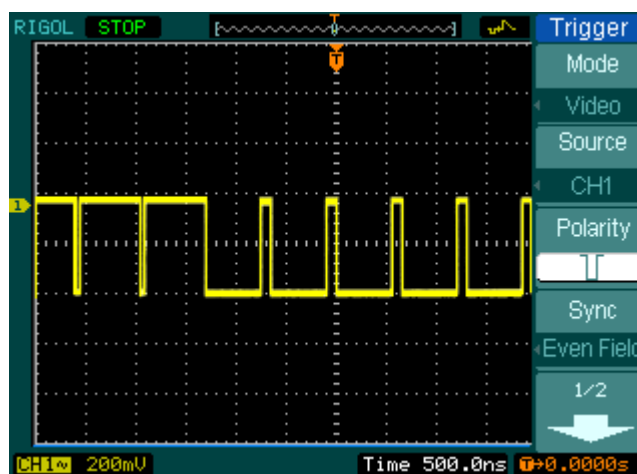 RIGOL STOP T Trigger
T
Mode
Video
Source
1
CH1
Polarity
Sync
Even Field
1/2
CH1~ 200mV Time 500.0ns T→0.0000s